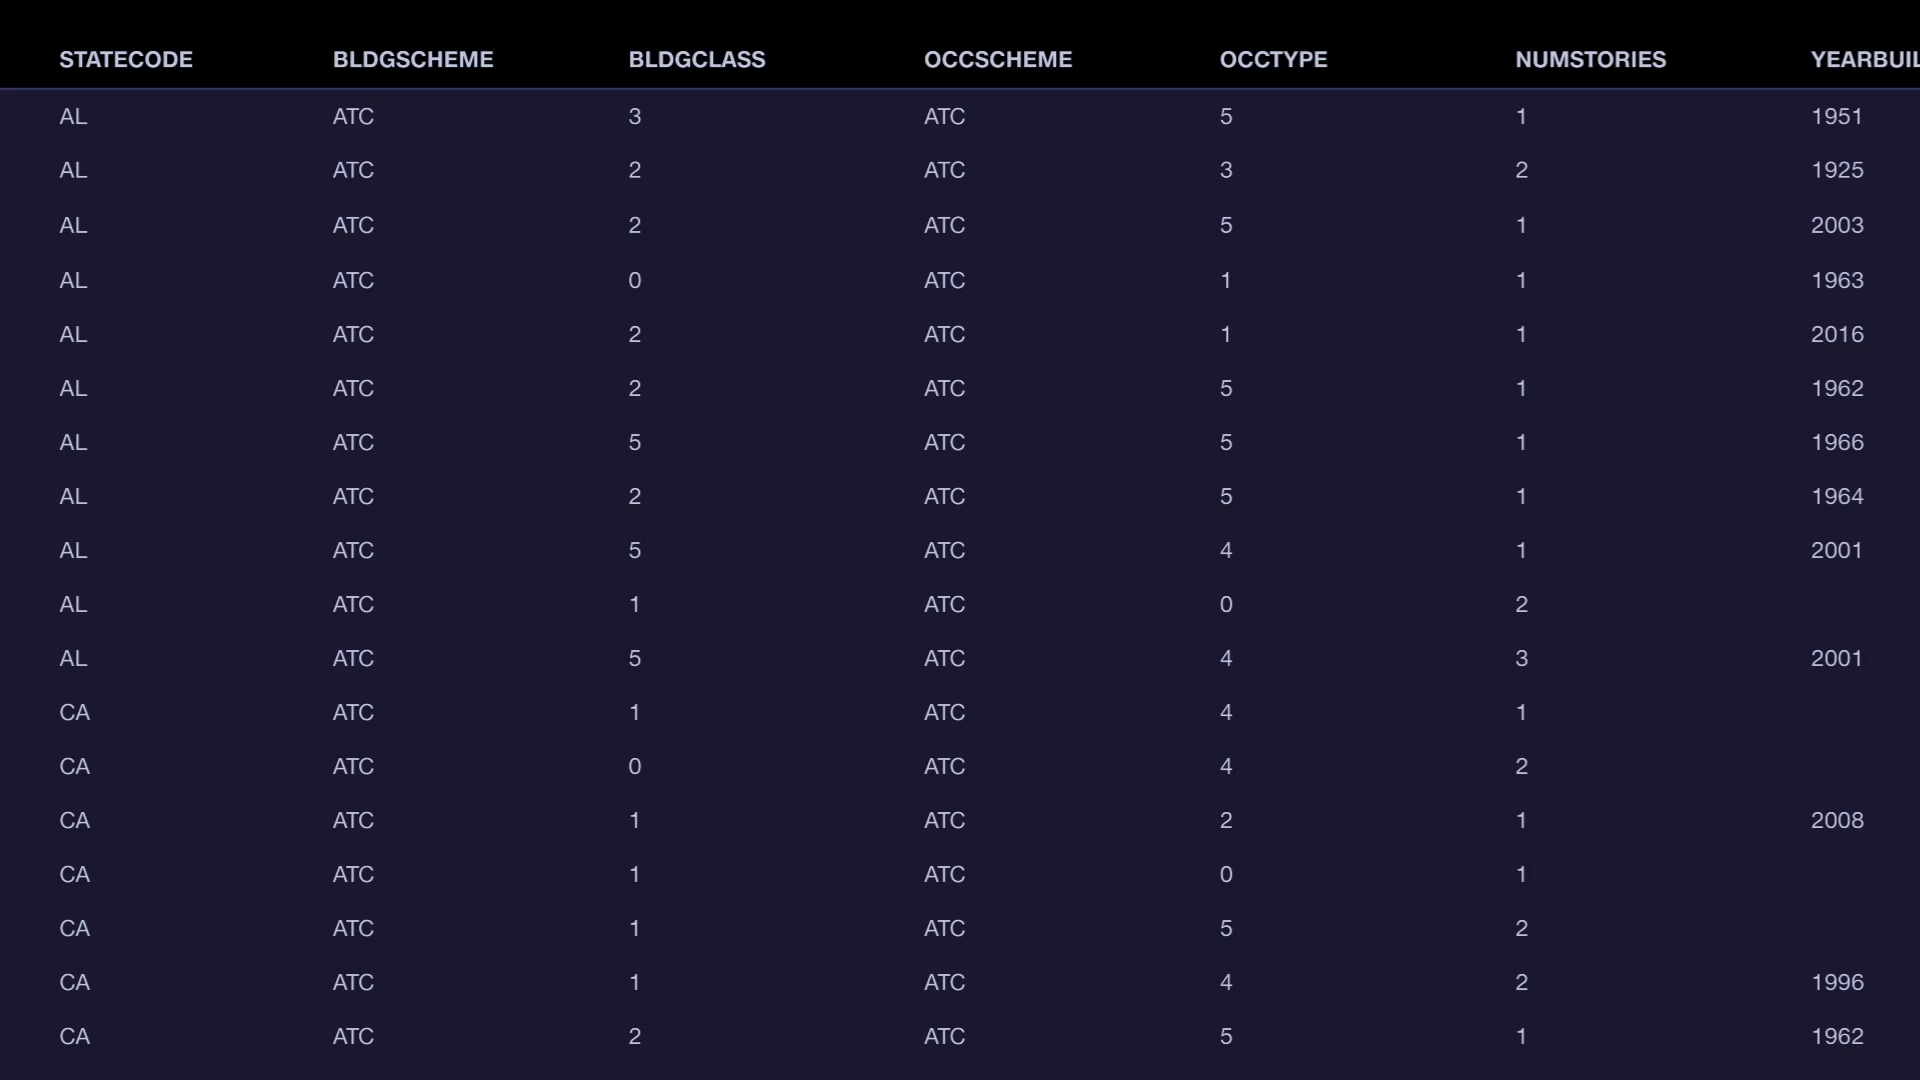 STATECODE BLDGSCHEME BLDGCLASS OCCSCHEME OCCTYPE NUMSTORIES YEARBUIL
AL ATC 3 ATC 5 1 1951
AL ATC 2 ATC 3 2 1925
AL ATC 2 ATC 5 1 2003
AL ATC 0 ATC 1 1 1963
AL ATC 2 ATC 1 1 2016
AL ATC 2 ATC 5 1 1962
AL ATC 5 ATC 5 1 1966
AL ATC 2 ATC 5 1 1964
AL ATC 5 ATC 4 1 2001
AL ATC 1 ATC 0 2
AL ATC 5 ATC 4 3 2001
CA ATC 1 ATC 4 1
CA ATC 0 ATC 4 2
CA ATC 1 ATC 2 1 2008
CA ATC 1 ATC 0 1
CA ATC 1 ATC 5 2
CA ATC 1 ATC 4 2 1996
CA ATC 2 ATC 5 1 1962